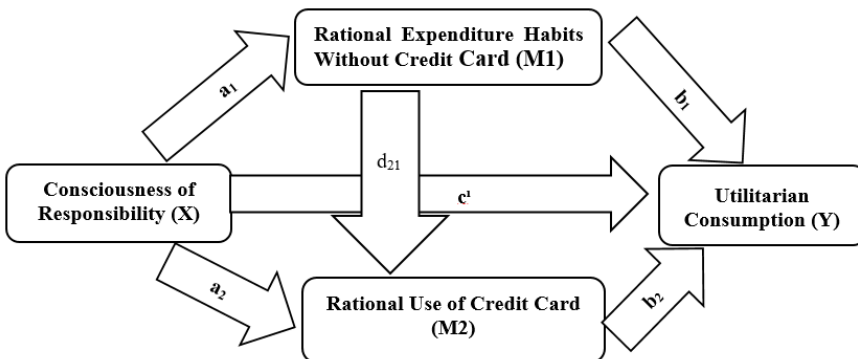 Rational Expenditure Habits
Without Credit Card (M1)
a₁
b₁
d₂₁
Consciousness of
Responsibility (X)
c¹
Utilitarian
Consumption (Y)
a₂
Rational Use of Credit Card
(M2)
b₂